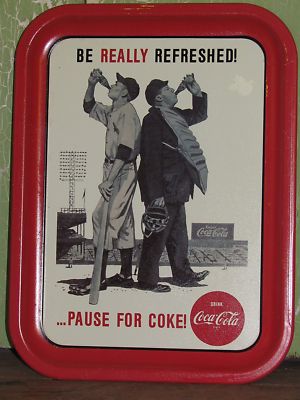 BE REALLY REFRESHED!
Coca-Cola
...PAUSE FOR COKE!
DRINK
Coca-Cola